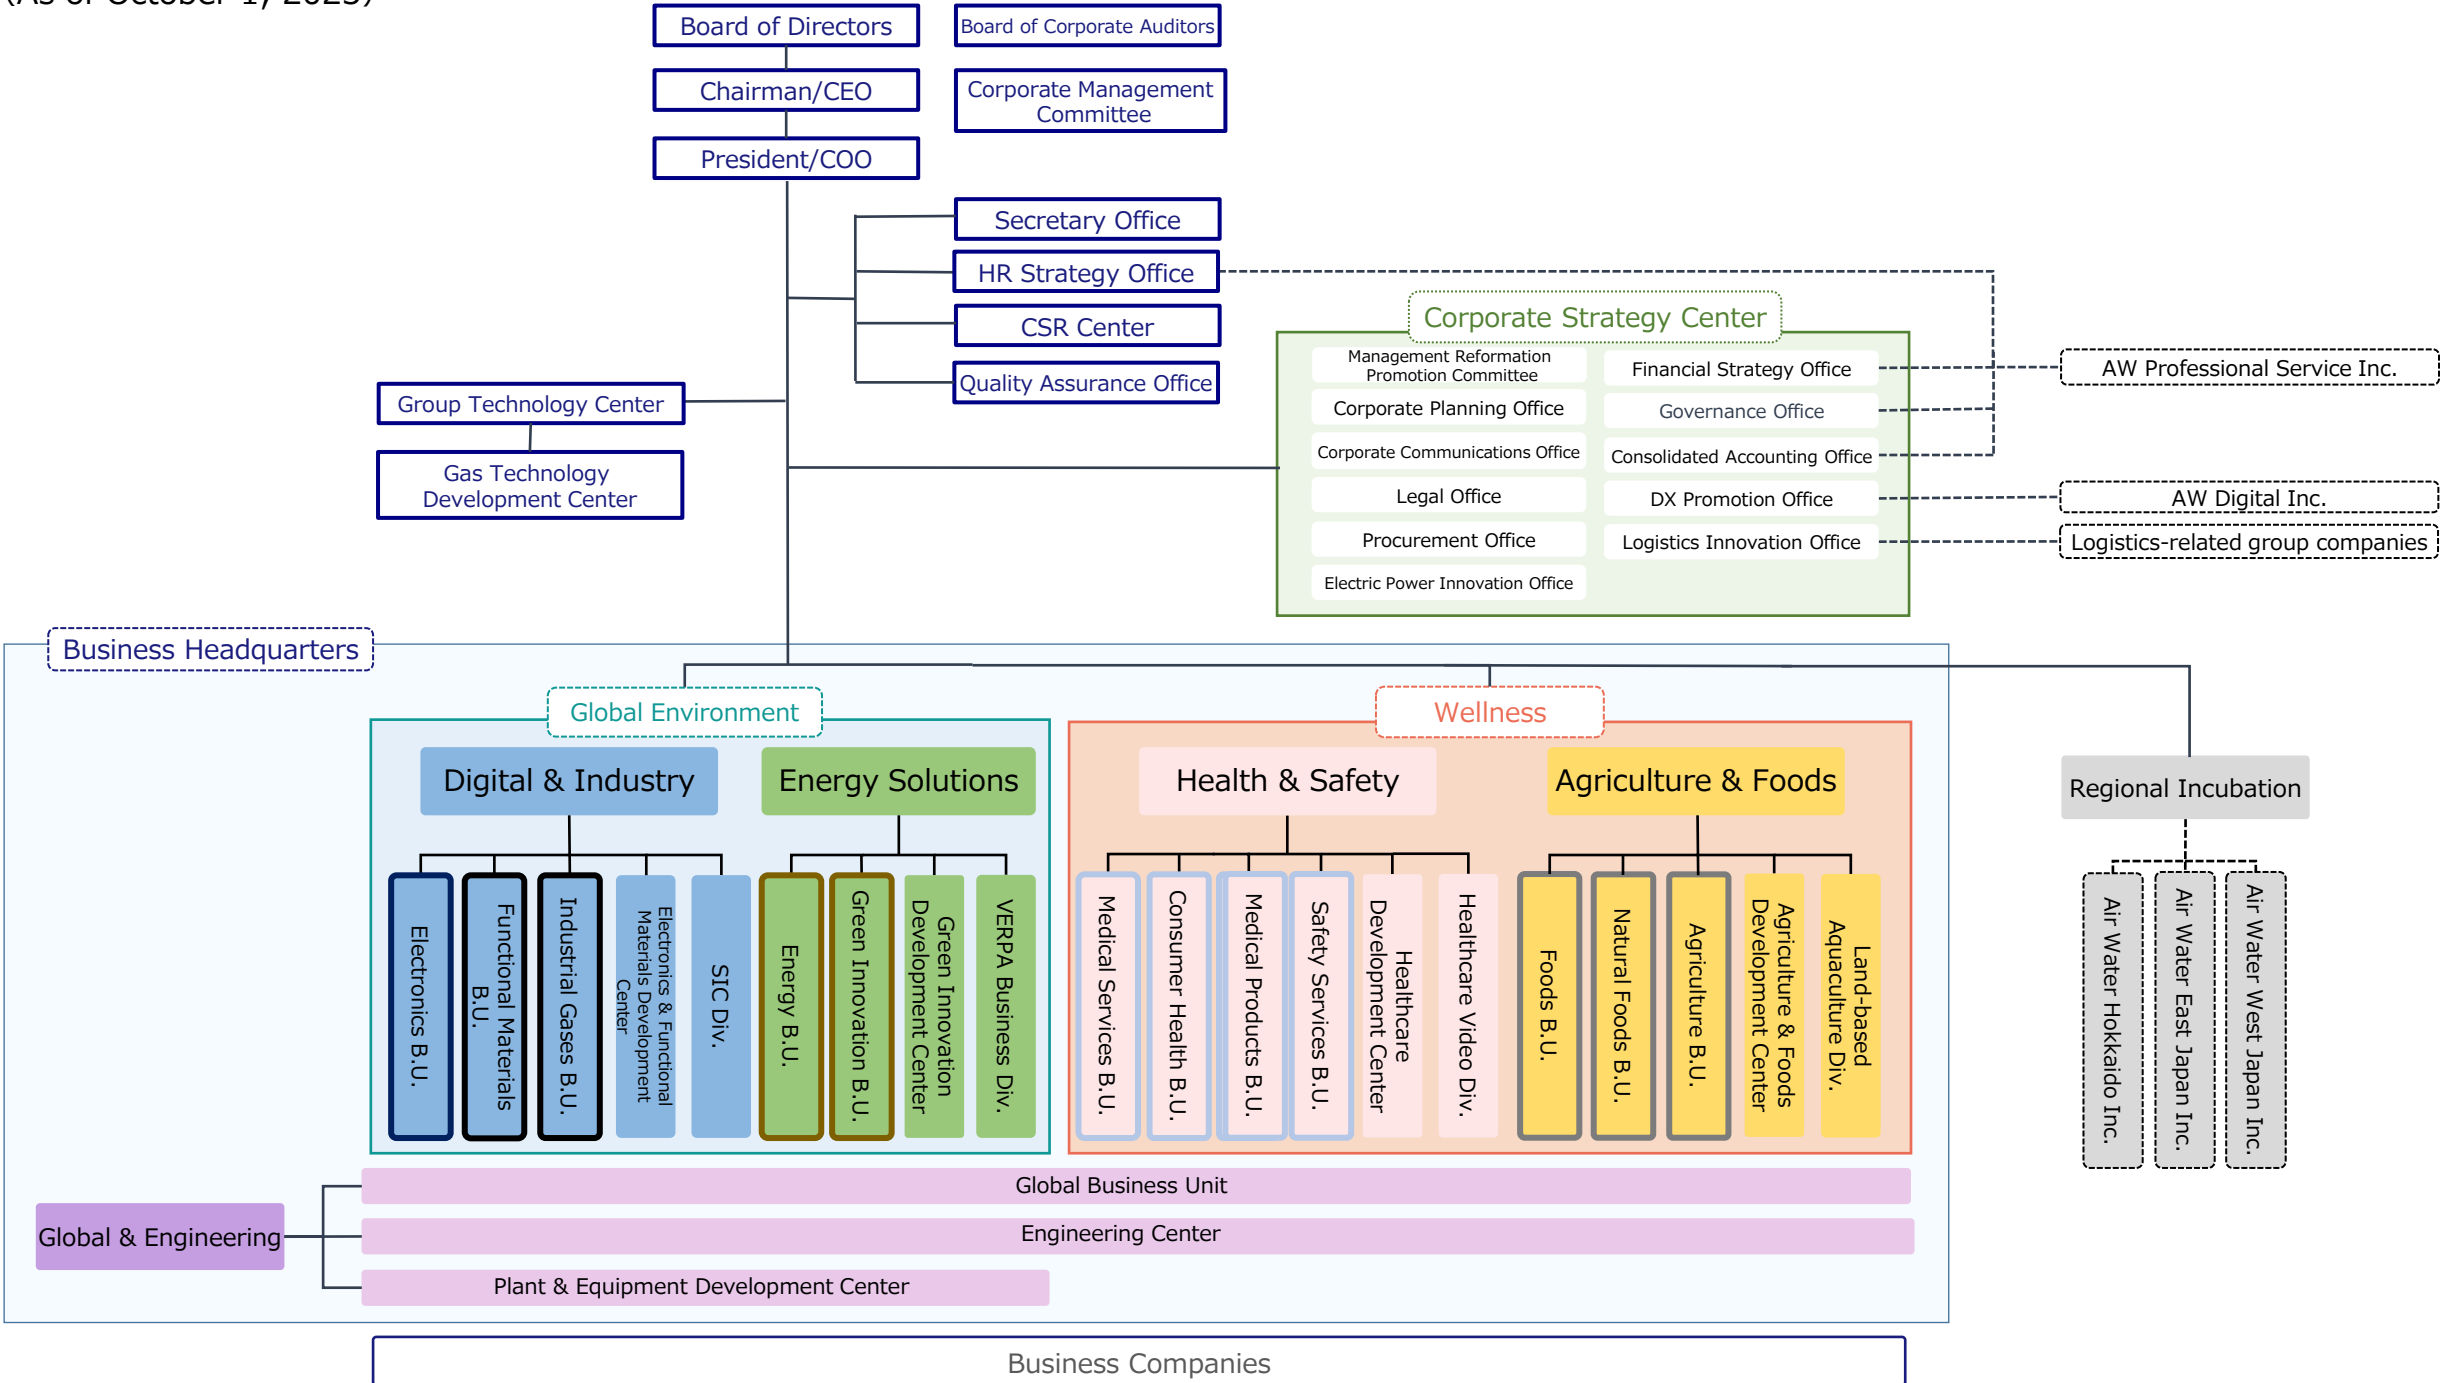 Board of Directors
Board of Corporate Auditors
Chairman/CEO
Corporate Management
Committee
President/COO
Secretary Office
HR Strategy Office
CSR Center
Quality Assurance Office
Group Technology Center
Gas Technology
Development Center
Corporate Strategy Center
Management Reformation
Promotion Committee
Corporate Planning Office
Corporate Communications Office
Legal Office
Procurement Office
Electric Power Innovation Office
Financial Strategy Office
Governance Office
Consolidated Accounting Office
DX Promotion Office
Logistics Innovation Office
AW Professional Service Inc.
AW Digital Inc.
Logistics-related group companies
Business Headquarters
Global Environment
Digital & Industry
Electronics B.U.
Functional Materials
B.U.
Industrial Gases B.U.
Electronics & Functional
Materials Development
Center
SIC Div.
Energy Solutions
Energy B.U.
Green Innovation B.U.
Green Innovation
Development Center
VERPA Business Div.
Wellness
Health & Safety
Medical Services B.U.
Consumer Health B.U.
Medical Products B.U.
Safety Services B.U.
Healthcare
Development Center
Healthcare Video Div.
Agriculture & Foods
Foods B.U.
Natural Foods B.U.
Agriculture B.U.
Agriculture & Foods
Development Center
Land-based
Aquaculture Div.
Regional Incubation
Air Water Hokkaido Inc.
Air Water East Japan Inc.
Air Water West Japan Inc.
Global & Engineering
Global Business Unit
Engineering Center
Plant & Equipment Development Center
Business Companies